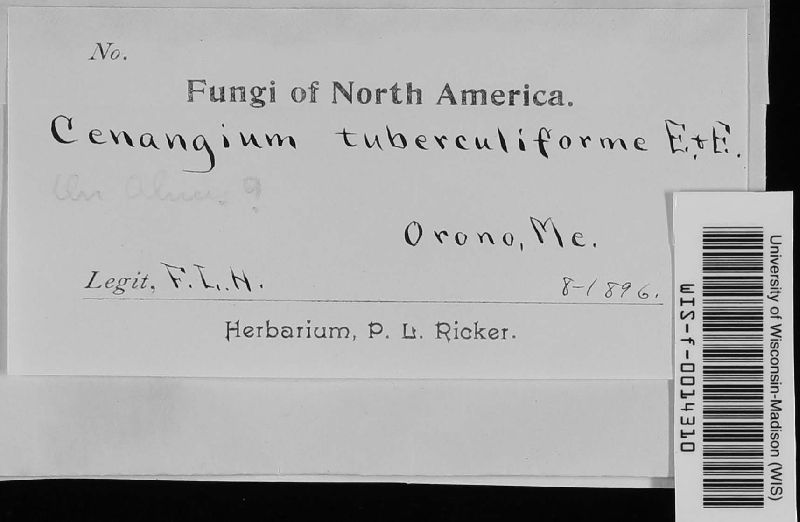 No.
Fungi of North America.
Cenangium tuberculiforme E.+E.
Orono, Me.
Legit, F. L. H.
8-1896.
Herbarium, P. L. Ricker.
University of Wisconsin-Madison (WIS)
WIS-f-0014310